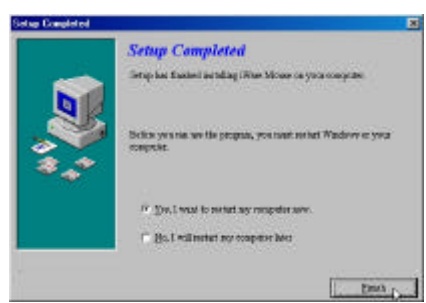 Setup Completed
Setup Completed
Setup has finished installing iWare Mouse on your computer.
Before you can use the program, you must restart Windows or your
computer.
Yes, I want to restart my computer now.
No, I will restart my computer later
Finish